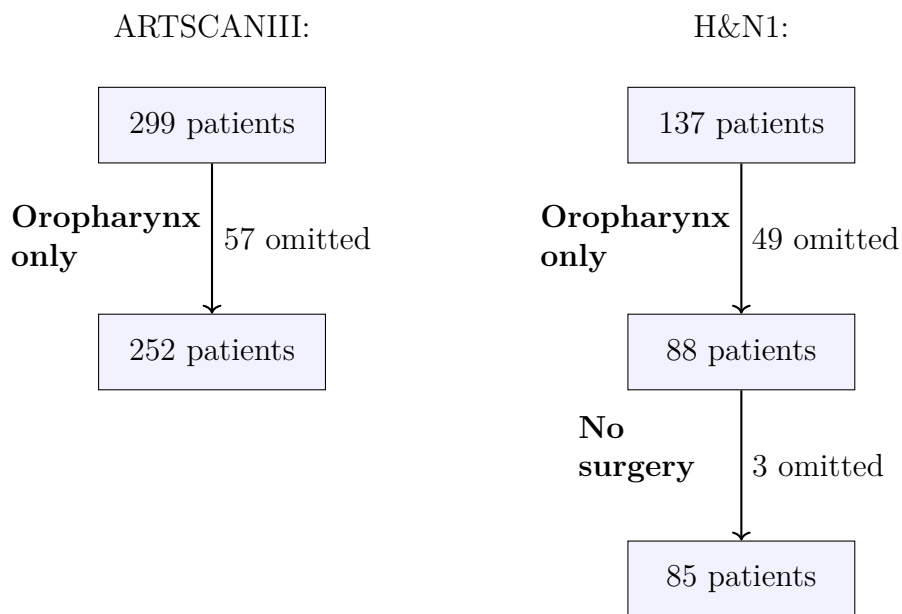 ARTSCANIII:
299 patients
Oropharynx
only
57 omitted
252 patients
H&N1:
137 patients
Oropharynx
only
49 omitted
88 patients
No
surgery
3 omitted
85 patients